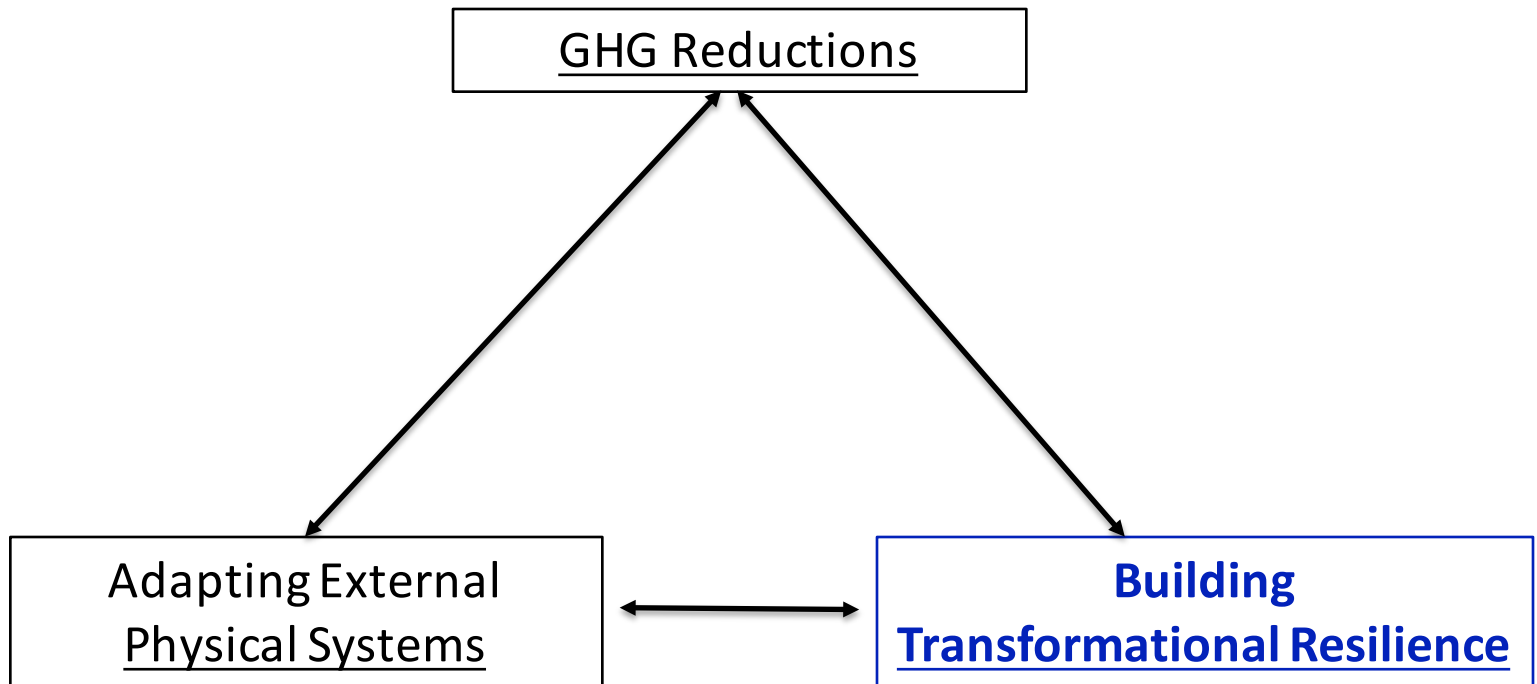 GHG Reductions
Adapting External
Physical Systems
Building
Transformational Resilience